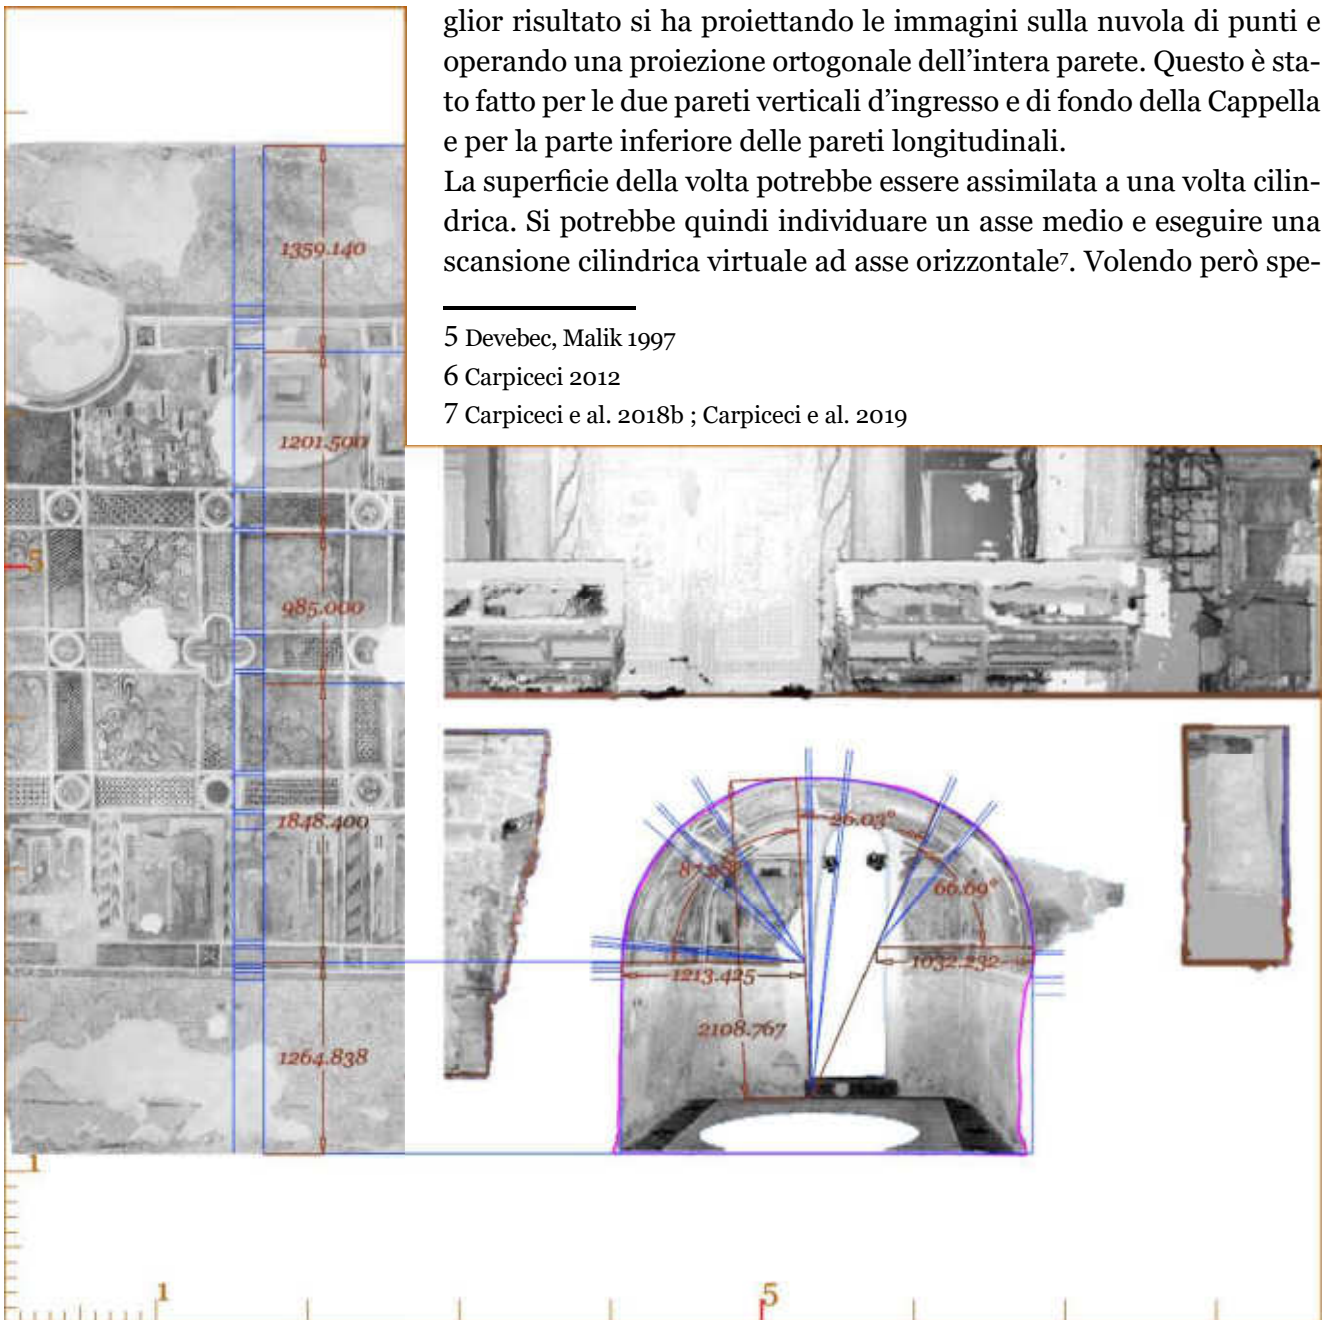 glior risultato si ha proiettando le immagini sulla nuvola di punti e
operando una proiezione ortogonale dell'intera parete. Questo è sta-
to fatto per le due pareti verticali d'ingresso e di fondo della Cappella
e per la parte inferiore delle pareti longitudinali.
La superficie della volta potrebbe essere assimilata a una volta cilin-
drica. Si potrebbe quindi individuare un asse medio e eseguire una
scansione cilindrica virtuale ad asse orizzontale7. Volendo però spe-
5 Devebec, Malik 1997
6 Carpiceci 2012
7 Carpiceci e al. 2018b ; Carpiceci e al. 2019
1359.140
1201.500
5
985.000
1848.400
1264.838
26.03°
66.69°
1213.425
1032.232
2108.767
1
1
5